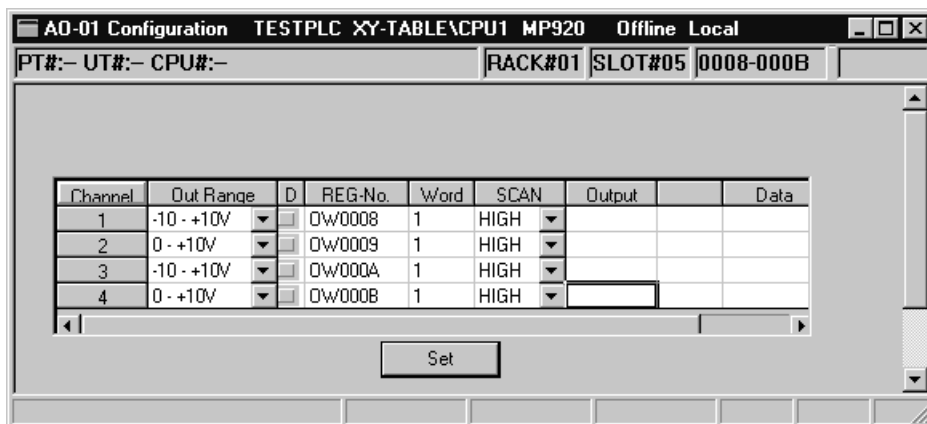 AO-01 Configuration TESTPLC XY-TABLE\CPU1 MP920 Offline Local
PT#:– UT#:– CPU#:– RACK#01 SLOT#05 0008-000B
Channel Out Range D REG-No. Word SCAN Output Data
1 -10 - +10V OW0008 1 HIGH
2 0 - +10V OW0009 1 HIGH
3 -10 - +10V OW000A 1 HIGH
4 0 - +10V OW000B 1 HIGH
Set